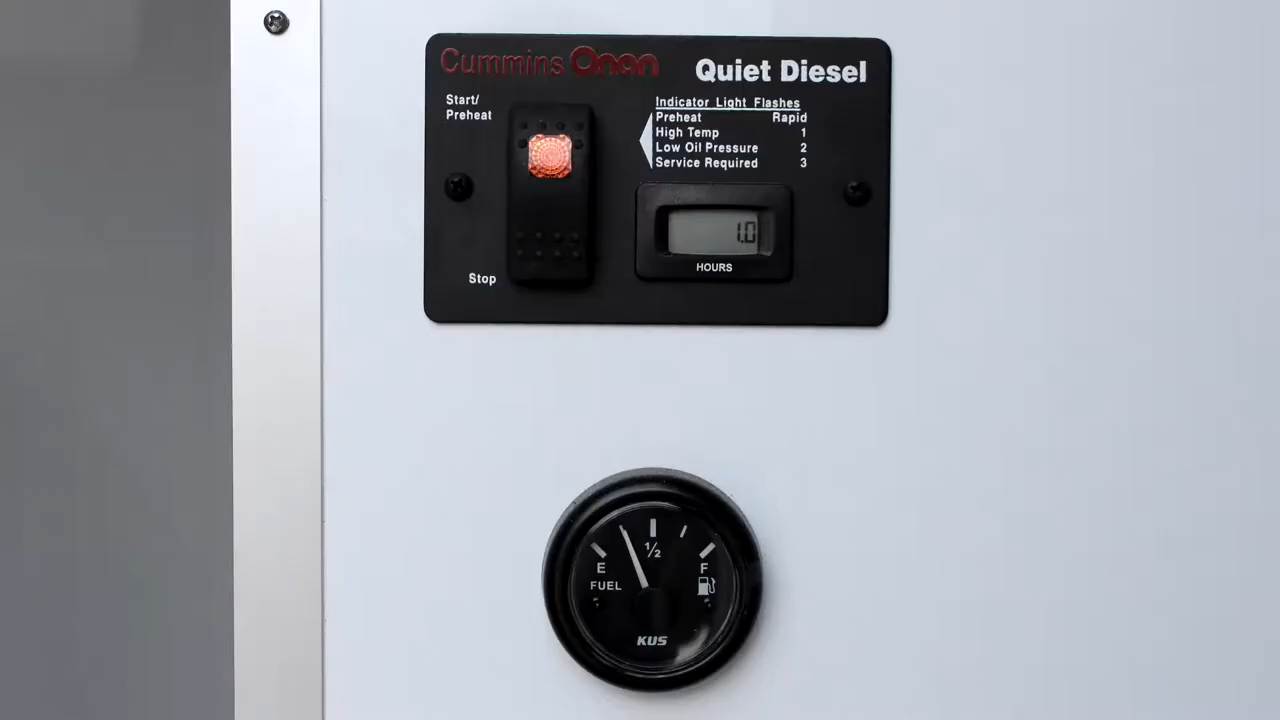 Cummins Onan Quiet Diesel
Start/
Preheat
Indicator Light Flashes
Preheat Rapid
High Temp 1
Low Oil Pressure 2
Service Required 3
1.0
HOURS
Stop
1/2
E F
FUEL
KUS